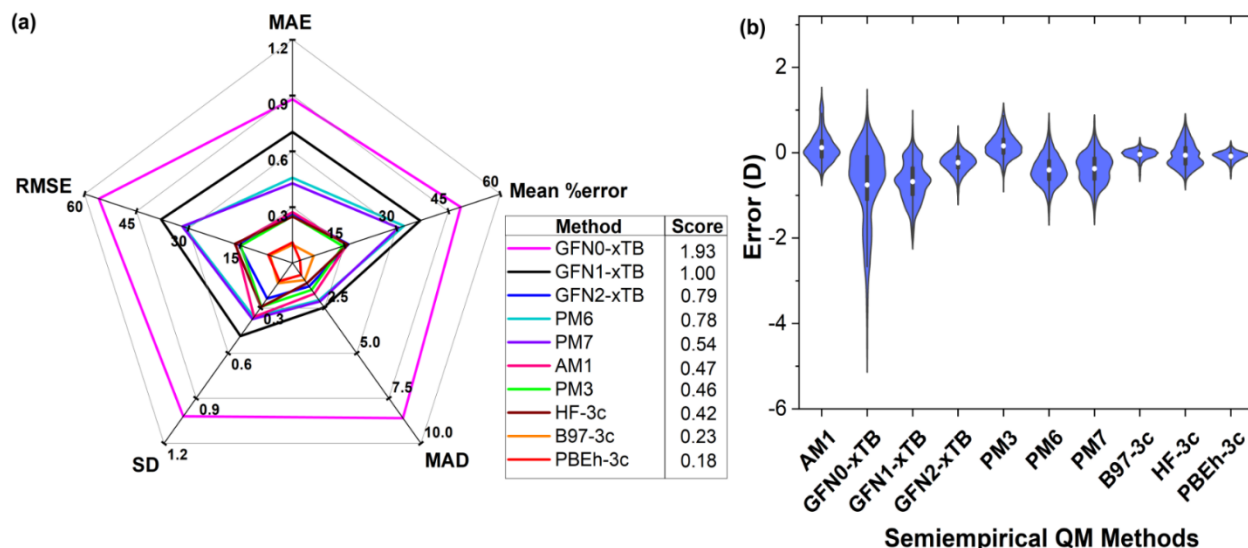 (a)
MAE
1.2
0.9
0.6
0.3
RMSE
60
45
30
15
Mean %error
60
45
30
15
2.5
5.0
7.5
10.0
MAD
0.3
0.6
0.9
1.2
SD
Method Score
GFN0-xTB 1.93
GFN1-xTB 1.00
GFN2-xTB 0.79
PM6 0.78
PM7 0.54
AM1 0.47
PM3 0.46
HF-3c 0.42
B97-3c 0.23
PBEh-3c 0.18
(b)
Error (D)
2
0
-2
-4
-6
AM1
GFN0-xTB
GFN1-xTB
GFN2-xTB
PM3
PM6
PM7
B97-3c
HF-3c
PBEh-3c
Semiempirical QM Methods